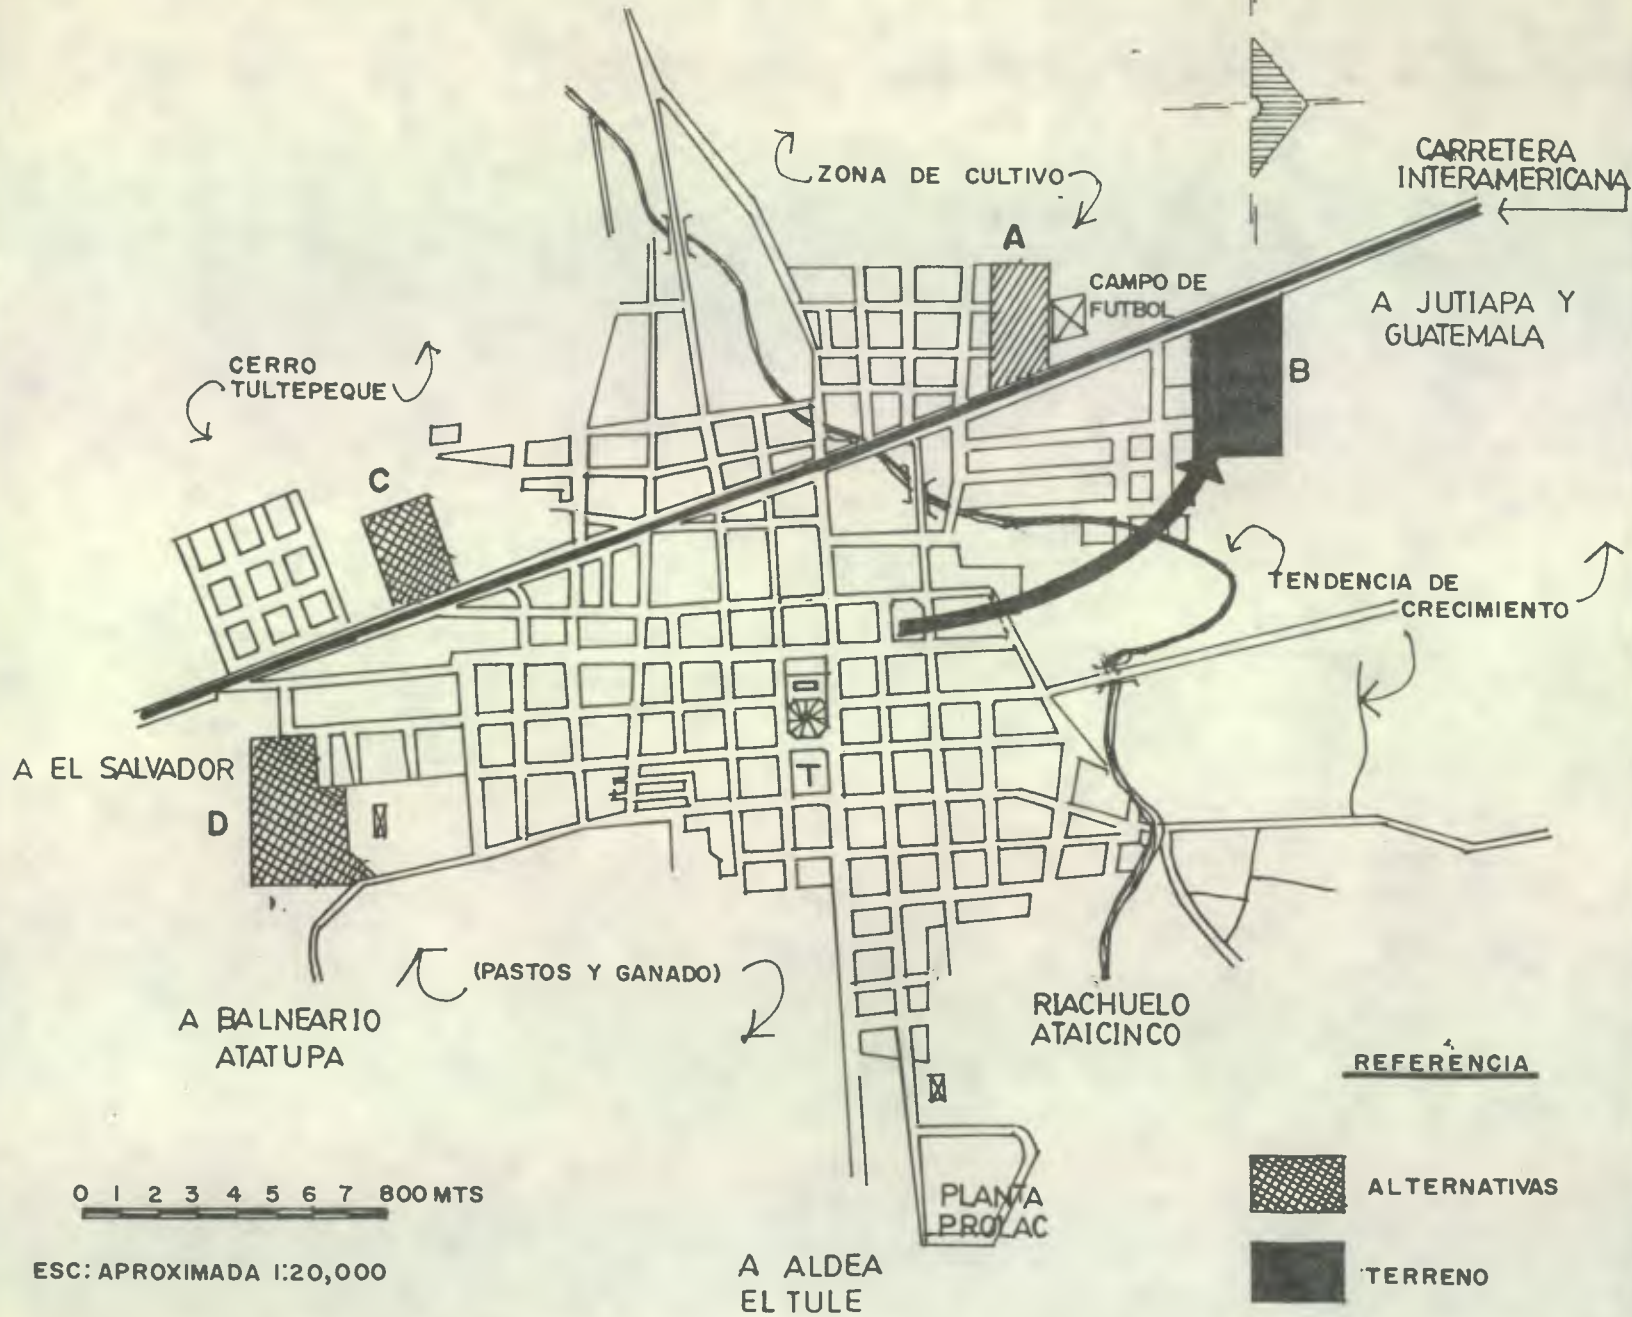 CARRETERA
INTERAMERICANA
ZONA DE CULTIVO
A
CAMPO DE
FUTBOL
A JUTIAPA Y
GUATEMALA
CERRO
TULTEPEQUE
B
C
TENDENCIA DE
CRECIMIENTO
A EL SALVADOR
D
T
(PASTOS Y GANADO)
A BALNEARIO
ATATUPA
RIACHUELO
ATAICINCO
REFERENCIA
0 1 2 3 4 5 6 7 800 MTS
ALTERNATIVAS
PLANTA
PROLAC
ESC: APROXIMADA 1:20,000
TERRENO
A ALDEA
EL TULE